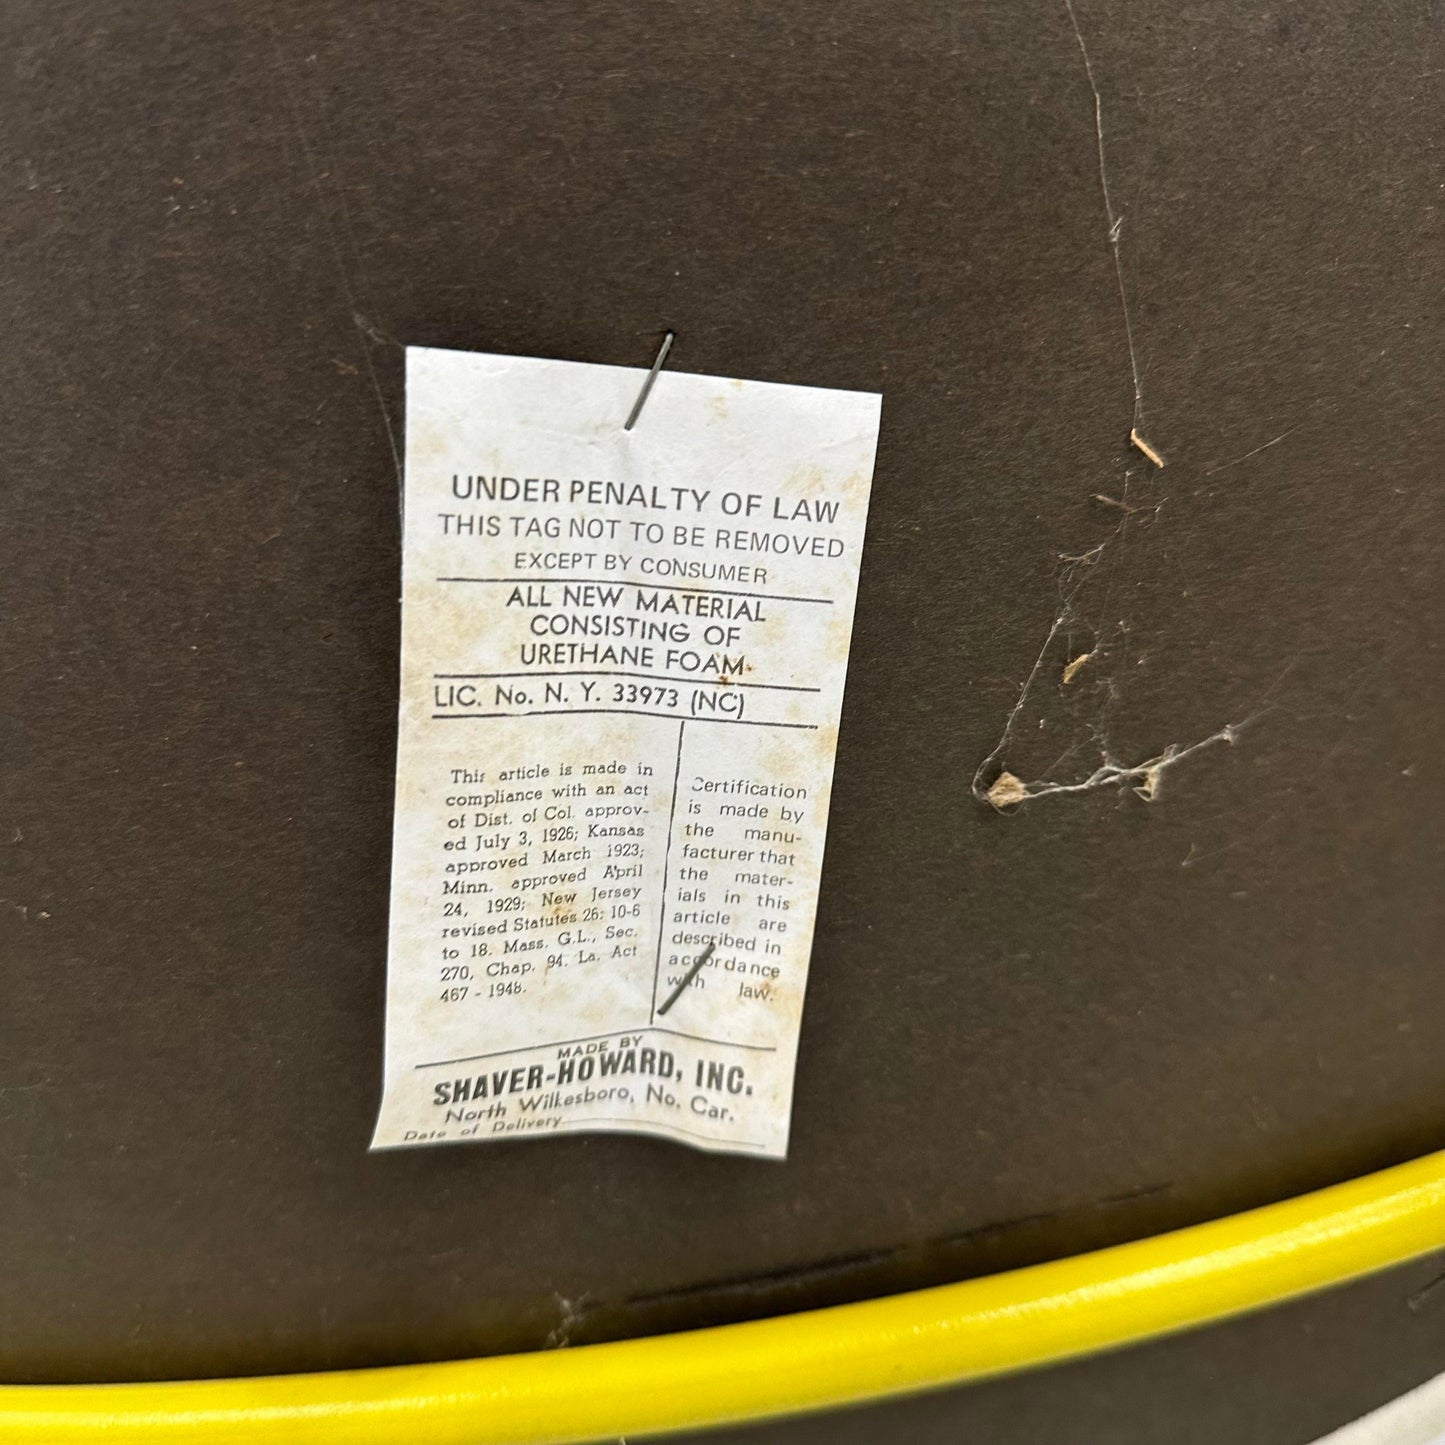 UNDER PENALTY OF LAW
THIS TAG NOT TO BE REMOVED
EXCEPT BY CONSUMER
ALL NEW MATERIAL
CONSISTING OF
URETHANE FOAM
LIC. No. N. Y. 33973 (NC)
This article is made in
compliance with an act
of Dist. of Col. approv-
ed July 3, 1926; Kansas
approved March 1923;
Minn. approved April
24, 1929; New Jersey
revised Statutes 26: 10-6
to 18. Mass. G.L., Sec.
270, Chap. 94. La. Act
467 - 1948.
Certification
is made by
the manu-
facturer that
the mater-
ials in this
article are
described in
accordance
with law.
MADE BY
SHAVER-HOWARD, INC.
North Wilkesboro, No. Car.
Date of Delivery